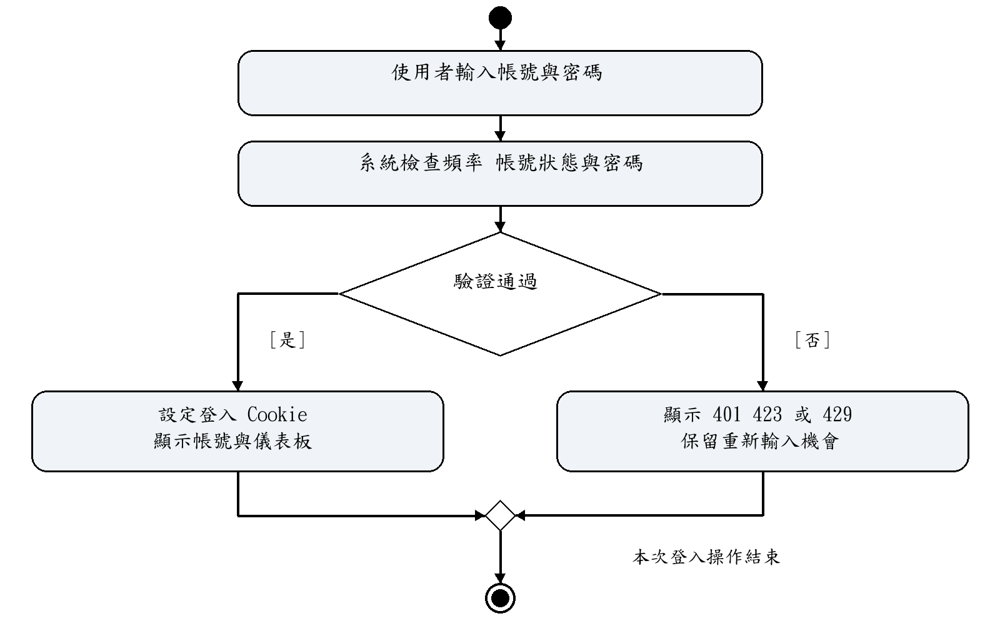 使用者輸入帳號與密碼
系統檢查頻率 帳號狀態與密碼
驗證通過
[是]
[否]
設定登入 Cookie
顯示帳號與儀表板
顯示 401 423 或 429
保留重新輸入機會
本次登入操作結束